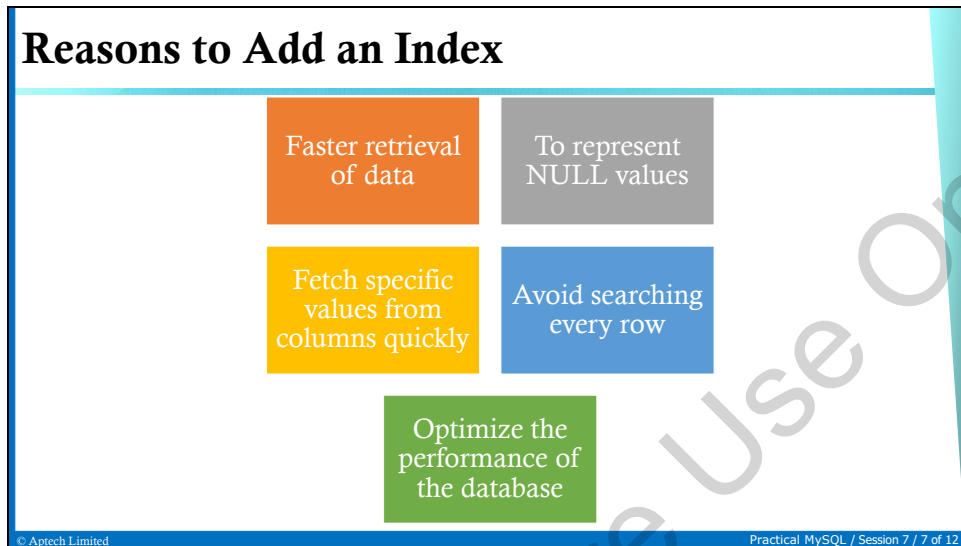 Reasons to Add an Index
Faster retrieval
of data
To represent
NULL values
Fetch specific
values from
columns quickly
Avoid searching
every row
Optimize the
performance of
the database
Use
© Aptech Limited
Practical MySQL / Session 7 / 7 of 12